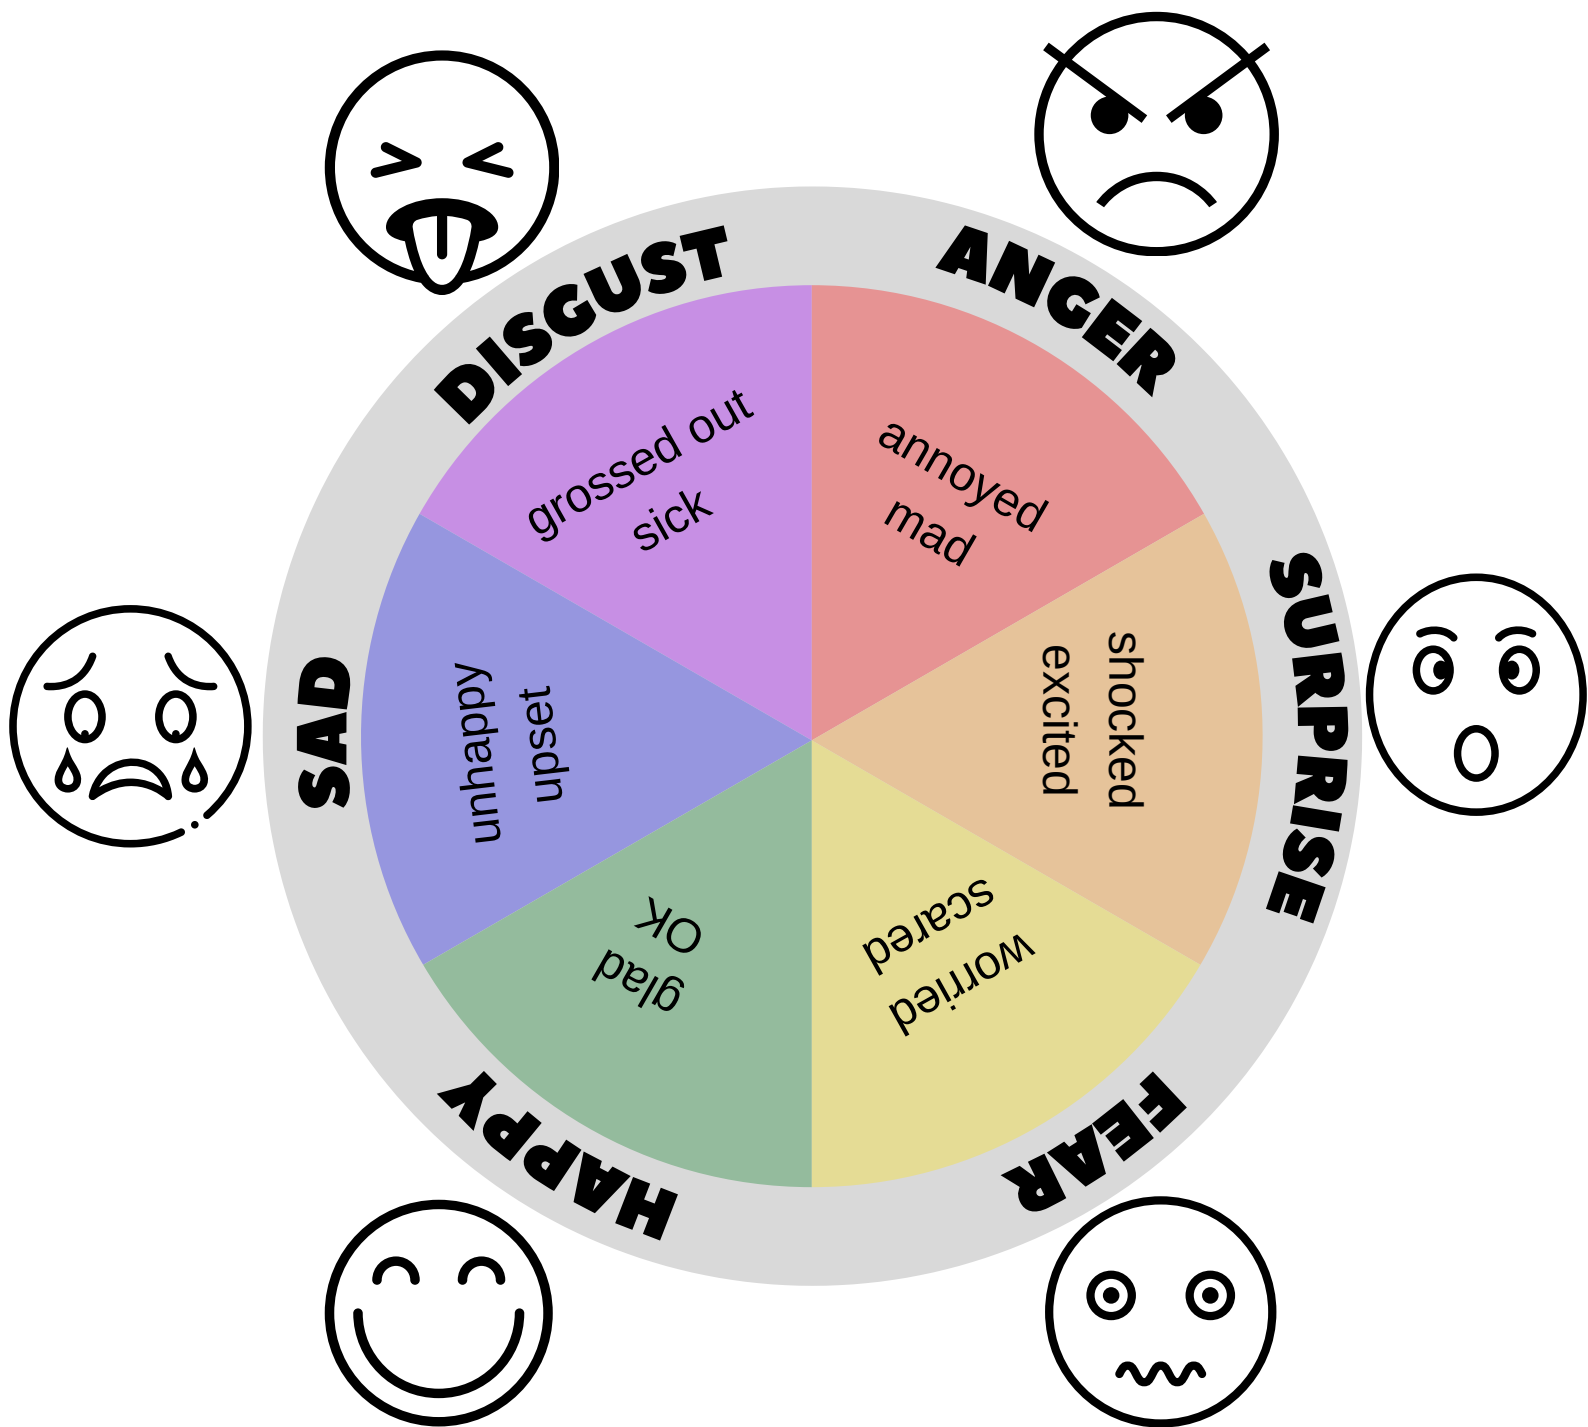 DISGUST
grossed out
sick
ANGER
annoyed
mad
SURPRISE
shocked
excited
FEAR
worried
scared
HAPPY
glad
OK
SAD
unhappy
upset